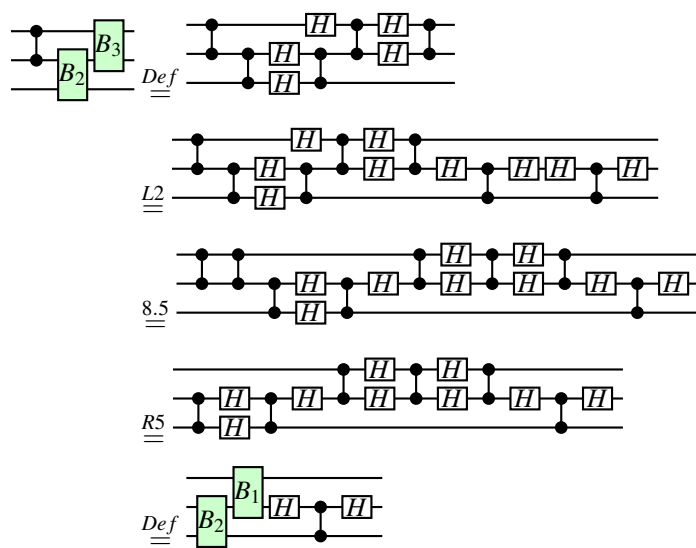 H H
B₃ H H
B₂ Def == H
H H
H H H H H H
L2 == H
H H
H H H H H H
8.5 == H
H H
H H H H H H
R5 == H
B₁
H H
Def == B₂